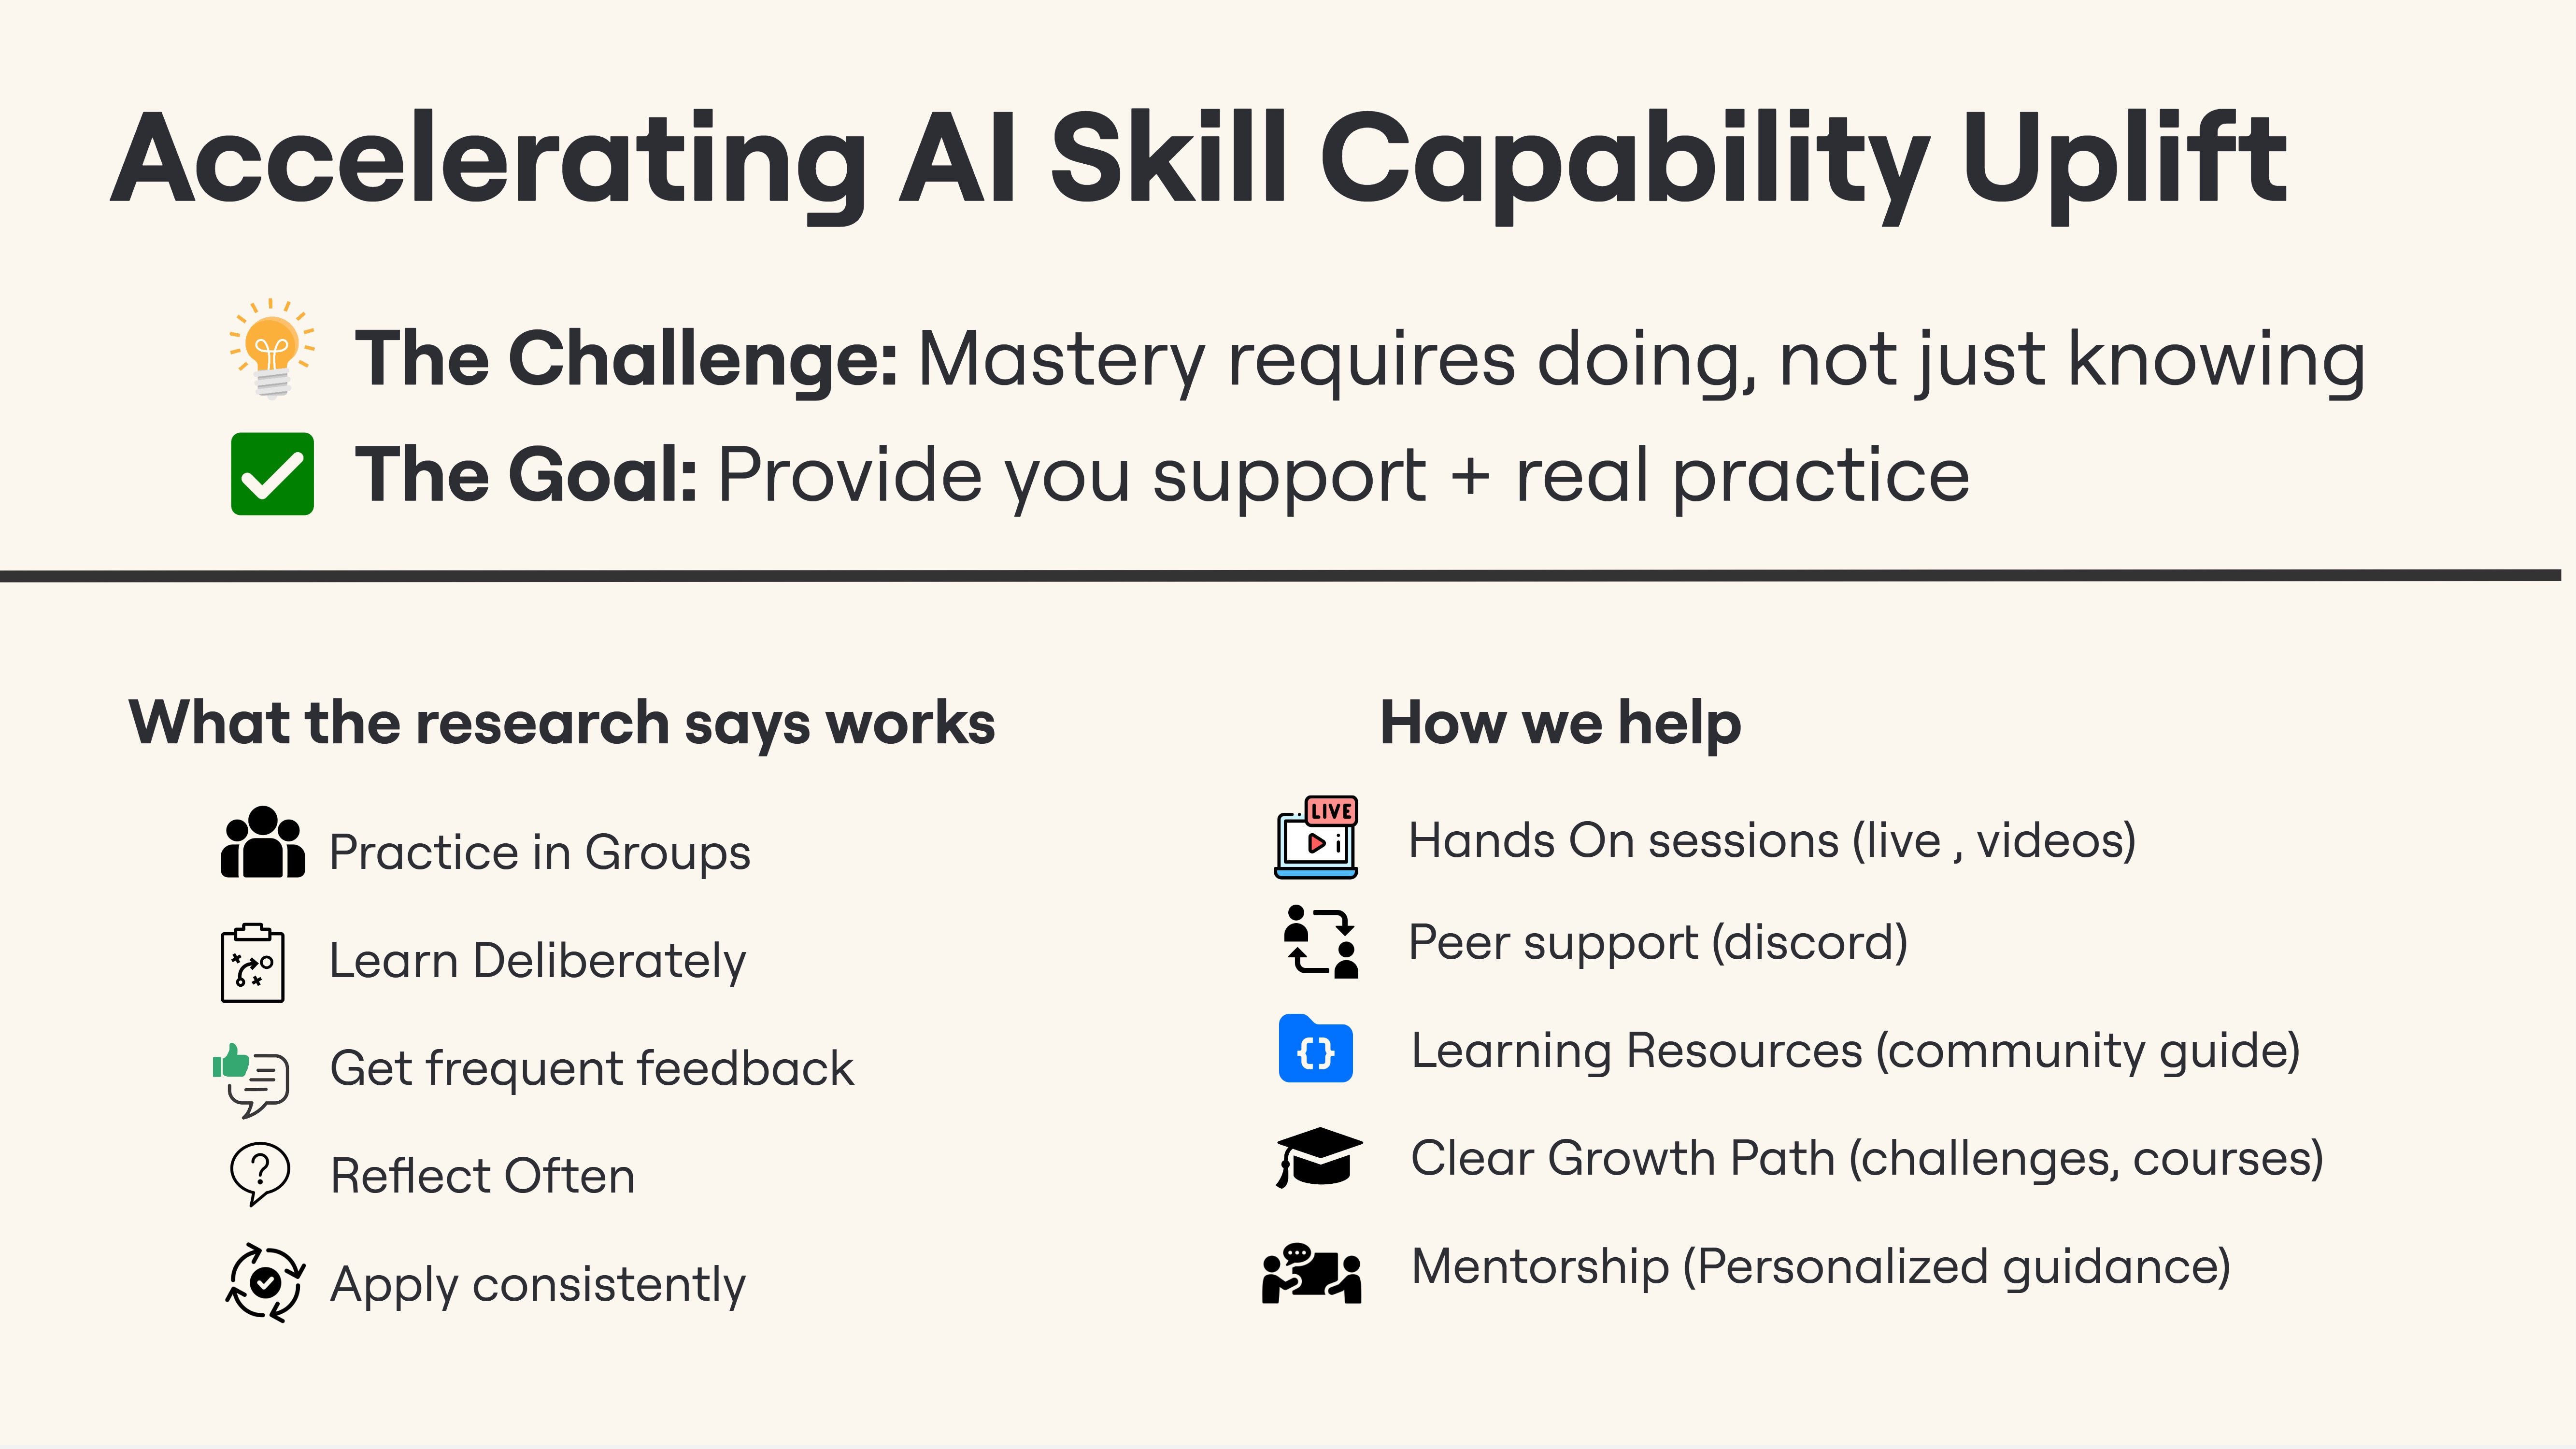 Accelerating AI Skill Capability Uplift
The Challenge: Mastery requires doing, not just knowing
The Goal: Provide you support + real practice
What the research says works
Practice in Groups
Learn Deliberately
Get frequent feedback
Reflect Often
Apply consistently
How we help
LIVE
Hands On sessions (live , videos)
Peer support (discord)
Learning Resources (community guide)
Clear Growth Path (challenges, courses)
Mentorship (Personalized guidance)